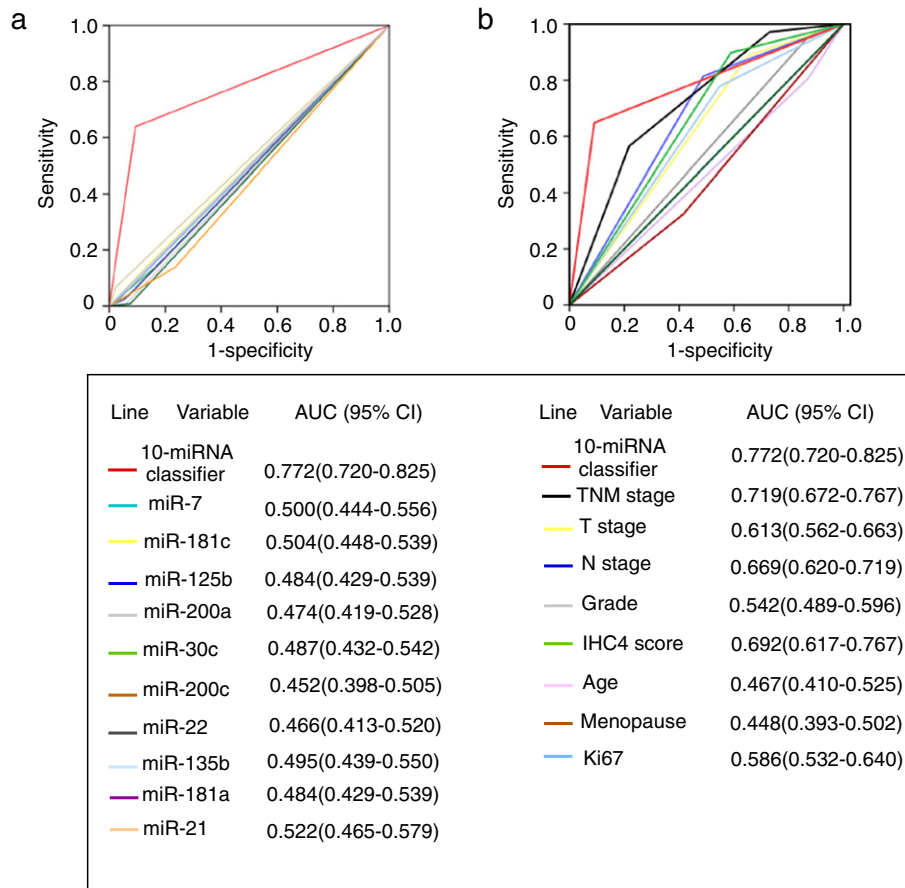 a
1.0
0.8
0.6
0.4
0.2
0
Sensitivity
0 0.2 0.4 0.6 0.8 1.0
1-specificity
b
1.0
0.8
0.6
0.4
0.2
0
Sensitivity
0 0.2 0.4 0.6 0.8 1.0
1-specificity
Line Variable AUC (95% CI)
10-miRNA
classifier 0.772(0.720-0.825)
miR-7 0.500(0.444-0.556)
miR-181c 0.504(0.448-0.539)
miR-125b 0.484(0.429-0.539)
miR-200a 0.474(0.419-0.528)
miR-30c 0.487(0.432-0.542)
miR-200c 0.452(0.398-0.505)
miR-22 0.466(0.413-0.520)
miR-135b 0.495(0.439-0.550)
miR-181a 0.484(0.429-0.539)
miR-21 0.522(0.465-0.579)
Line Variable AUC (95% CI)
10-miRNA
classifier 0.772(0.720-0.825)
TNM stage 0.719(0.672-0.767)
T stage 0.613(0.562-0.663)
N stage 0.669(0.620-0.719)
Grade 0.542(0.489-0.596)
IHC4 score 0.692(0.617-0.767)
Age 0.467(0.410-0.525)
Menopause 0.448(0.393-0.502)
Ki67 0.586(0.532-0.640)